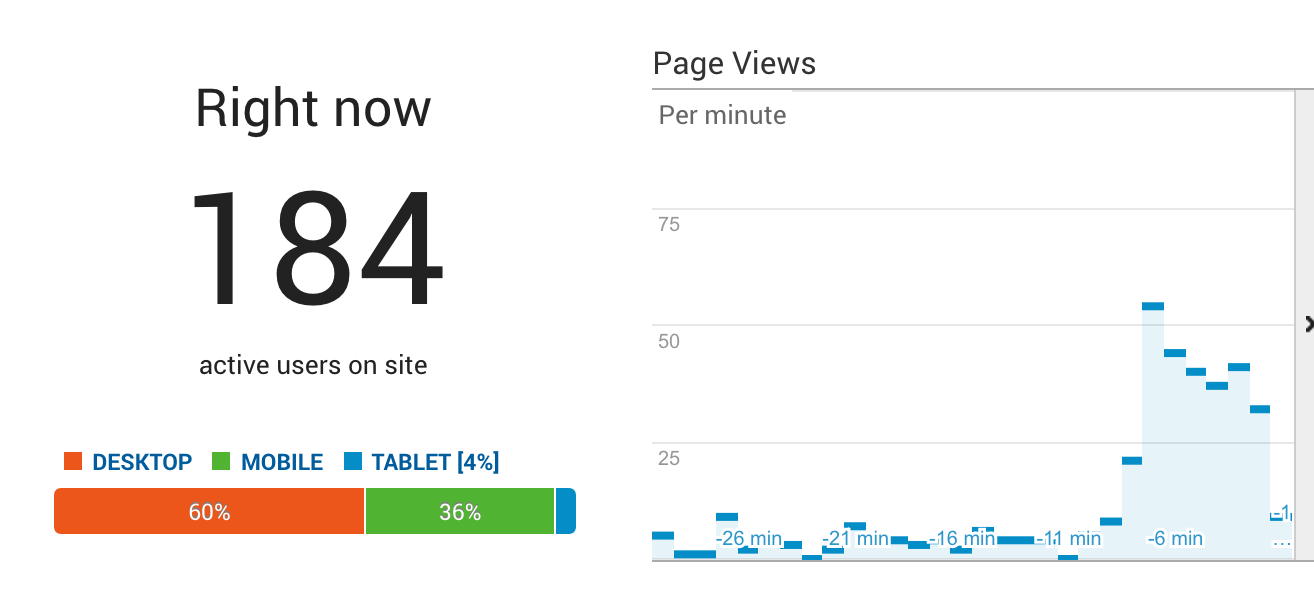 Right now
184
active users on site
DESKTOP MOBILE TABLET [4%]
60% 36%
Page Views
Per minute
75
50
25
-26 min -21 min -16 min -11 min -6 min -1
...